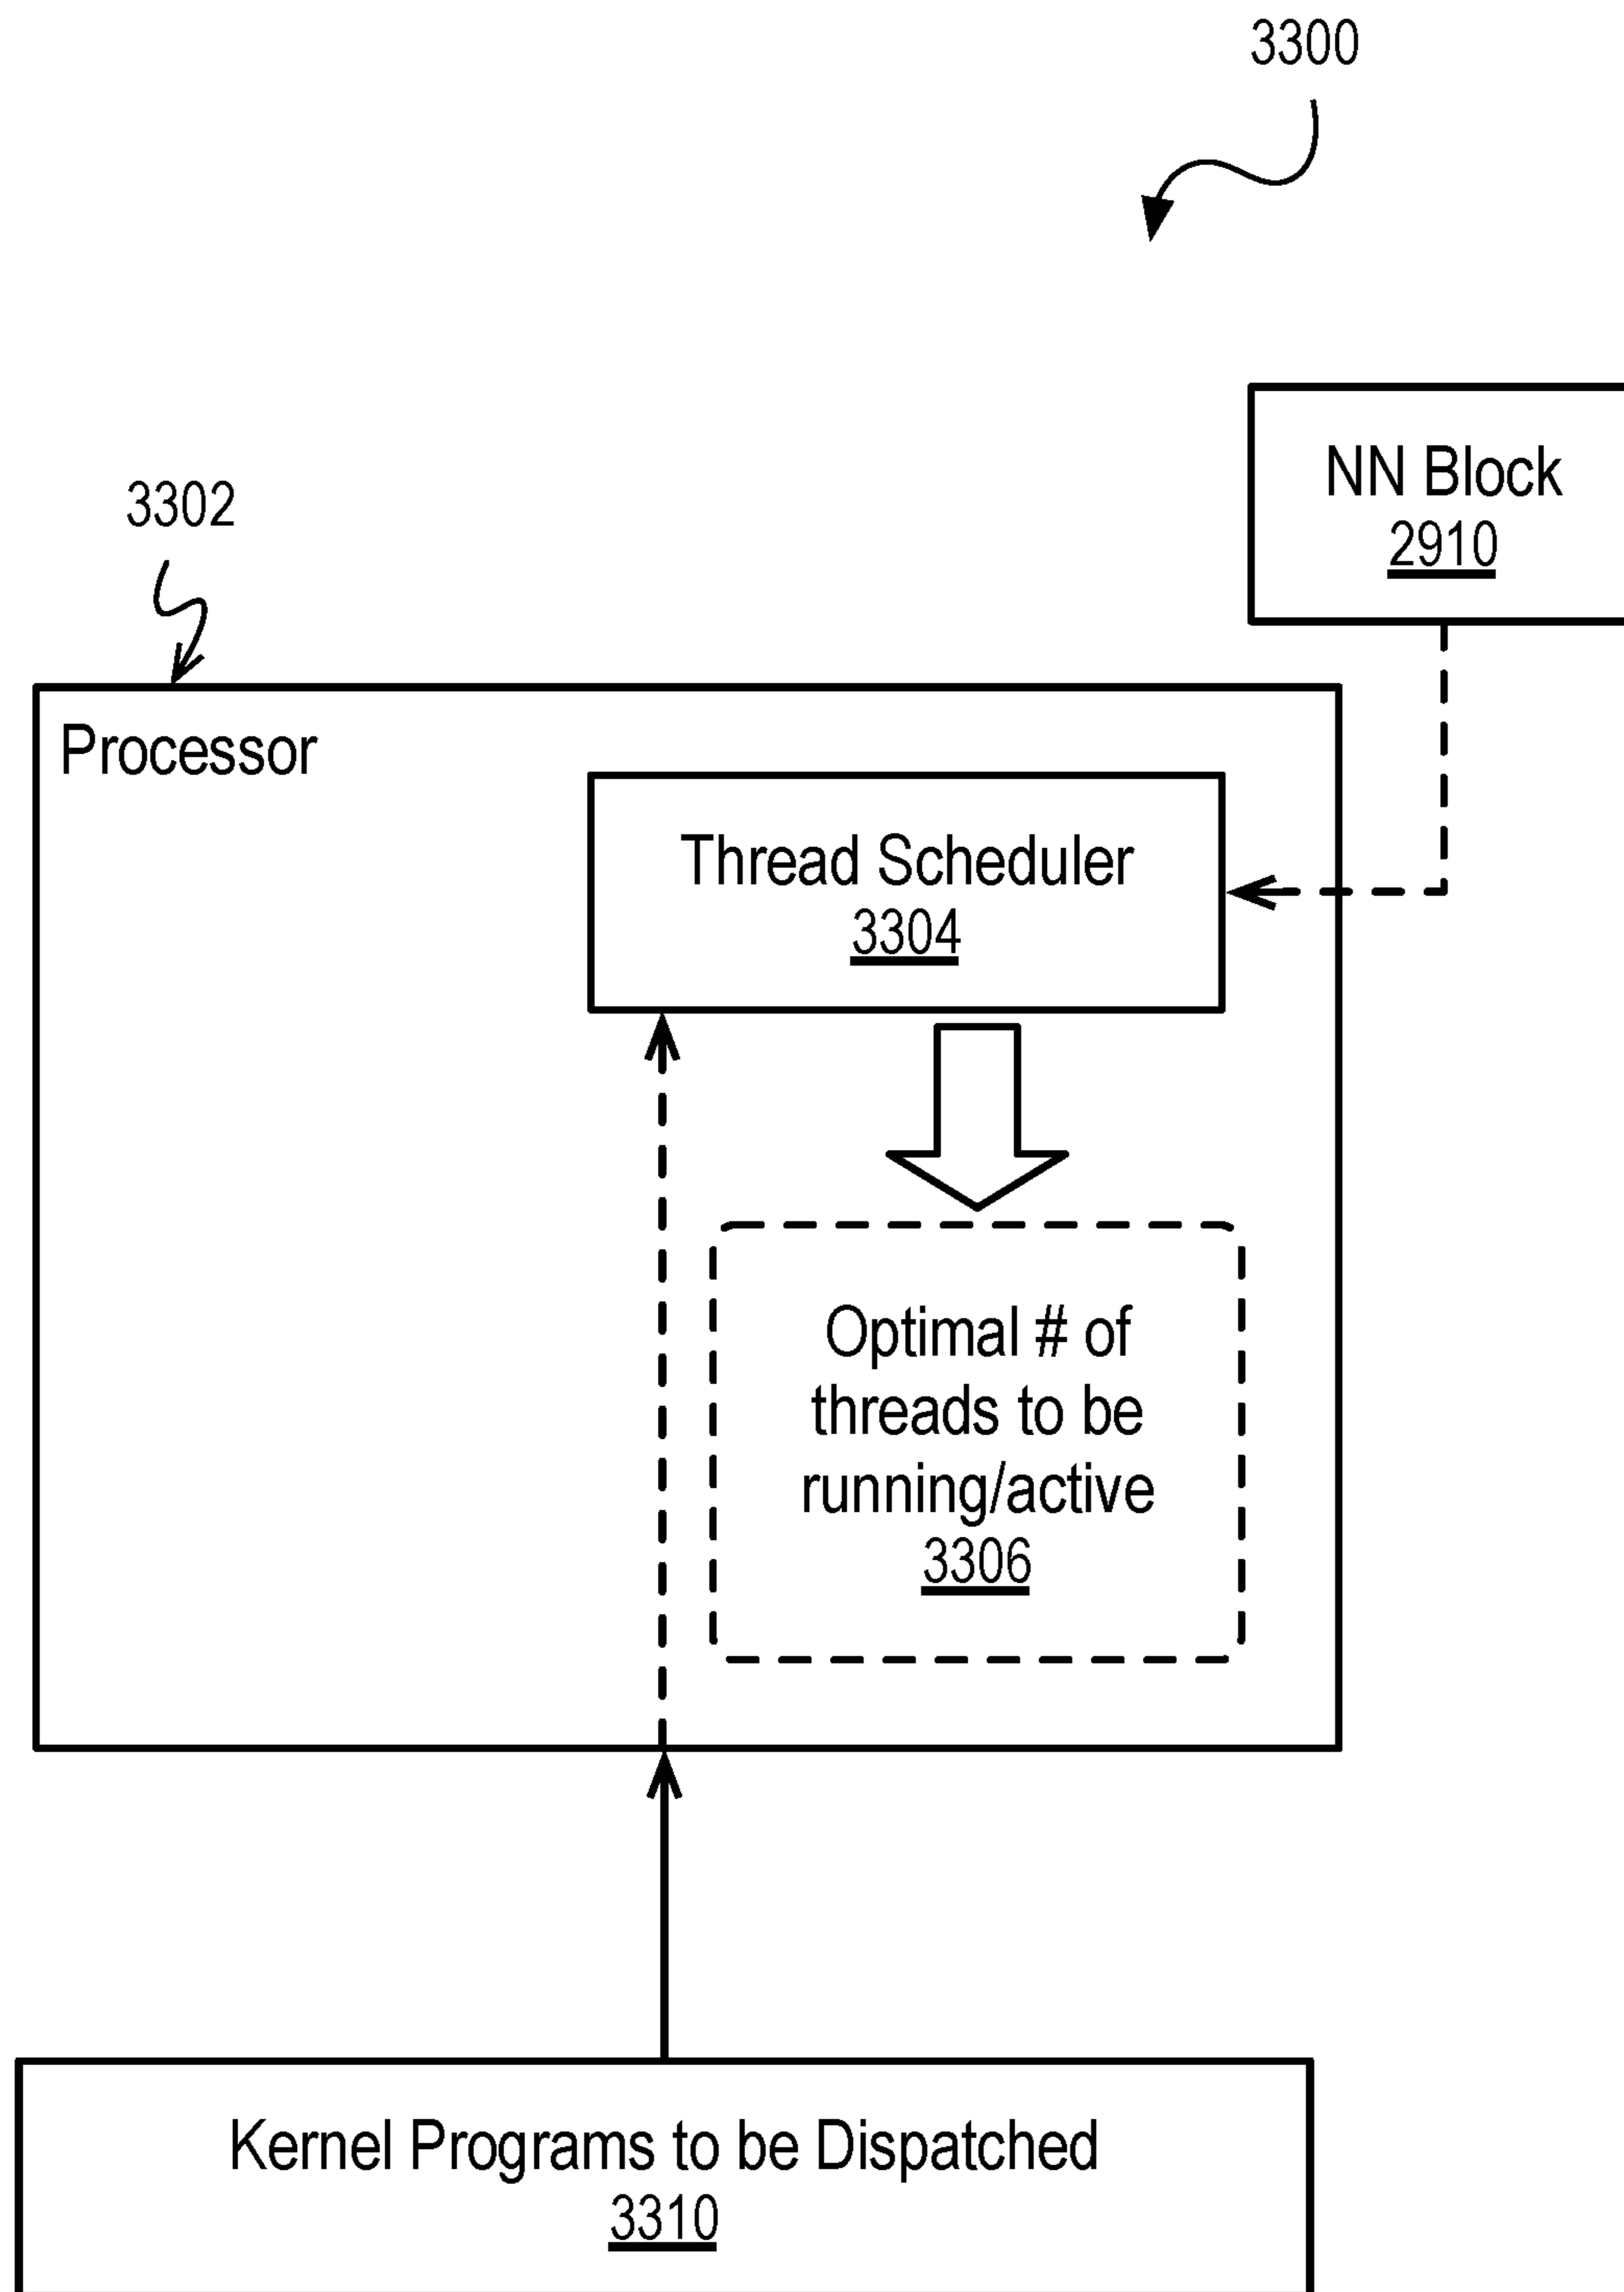 3300
NN Block
2910
3302
Processor
Thread Scheduler
3304
Optimal # of
threads to be
running/active
3306
Kernel Programs to be Dispatched
3310